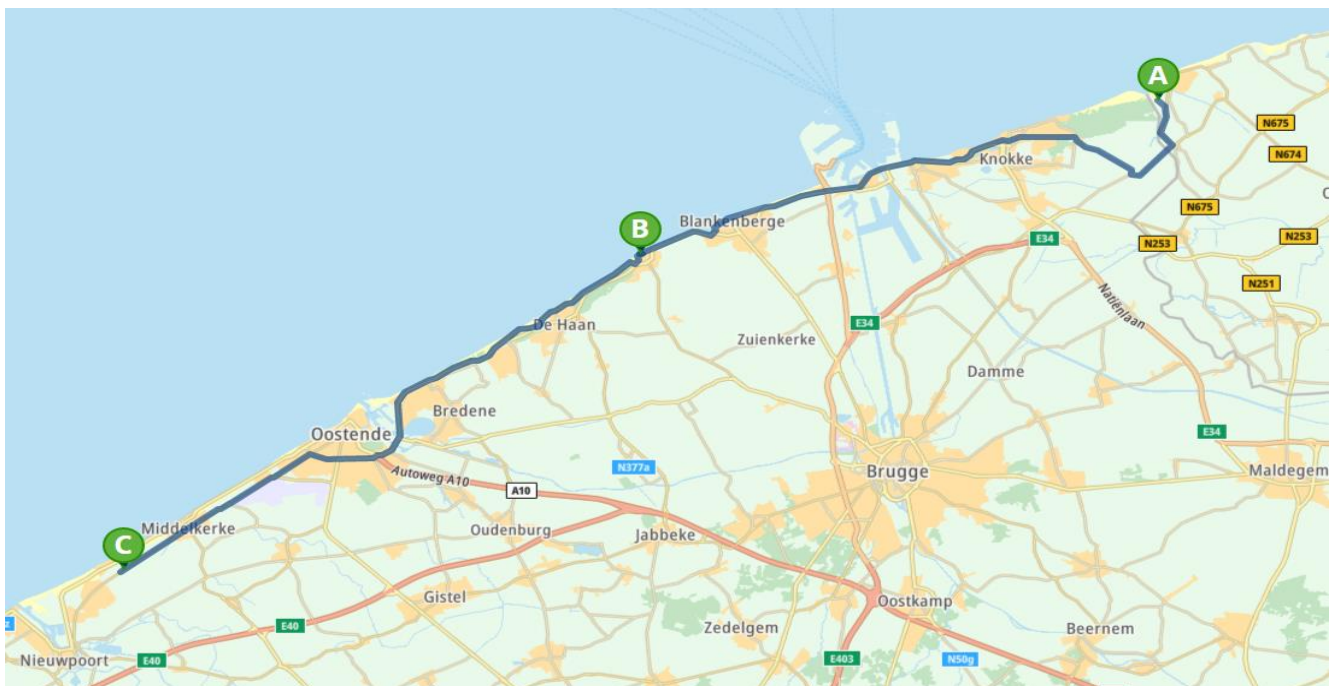 A
N675
Knokke
N674
B
Blankenberge
N675
E34
N253
N253
N251
Natiënlaan
De Haan
E34
Zuienkerke
Damme
Bredene
Oostende
E34
N377a
Brugge
Maldegem
Autoweg A10
A10
Middelkerke
Oudenburg
Jabbeke
C
Gistel
Oostkamp
E40
Zedelgem
Beernem
Nieuwpoort
E40
E403
N50g